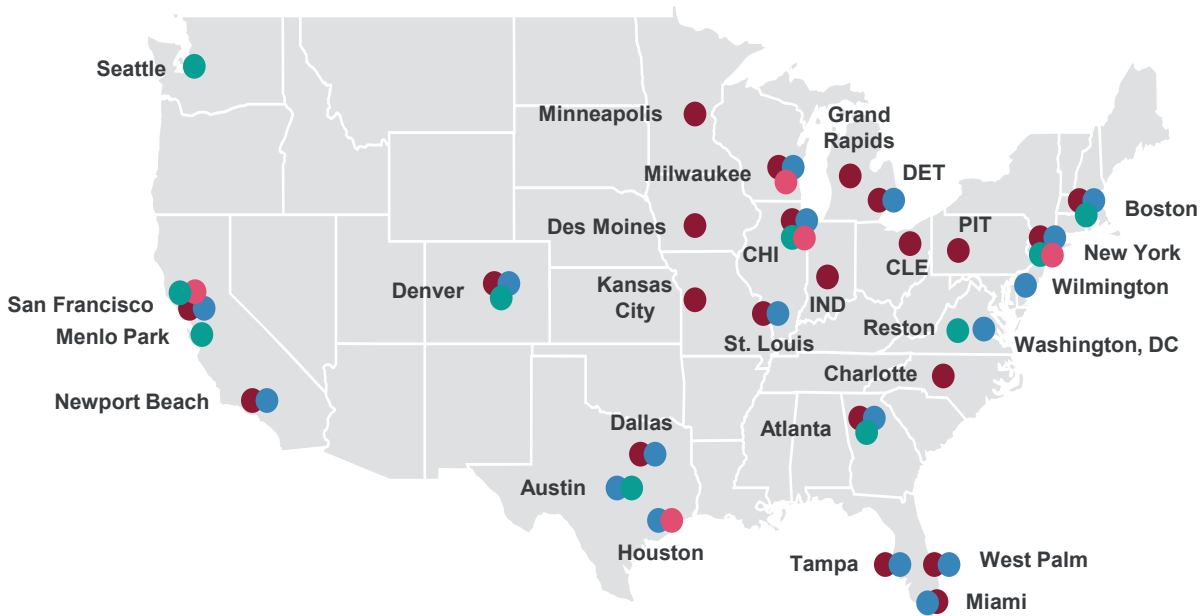 Seattle
Minneapolis
Grand
Rapids
Milwaukee
DET
Des Moines
CHI
CLE
PIT
Boston
New York
Wilmington
San Francisco
Menlo Park
Denver
Kansas
City
IND
St. Louis
Reston
Washington, DC
Newport Beach
Charlotte
Dallas
Atlanta
Austin
Houston
Tampa
West Palm
Miami